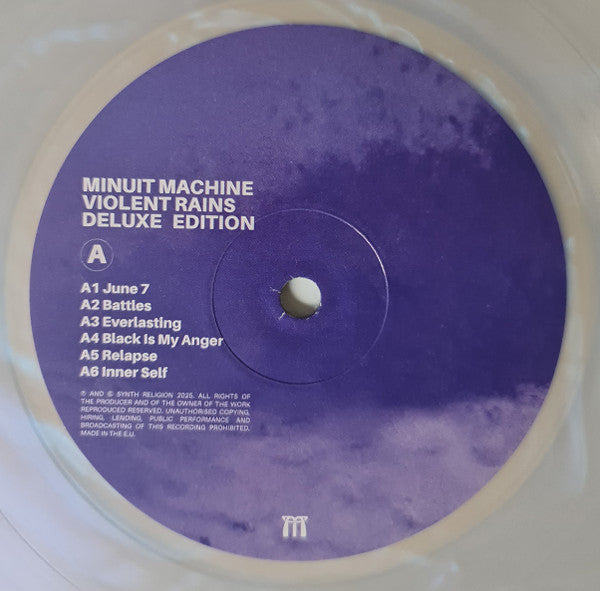 MINUIT MACHINE
VIOLENT RAINS
DELUXE EDITION
A
A1 June 7
A2 Battles
A3 Everlasting
A4 Black Is My Anger
A5 Relapse
A6 Inner Self
℗ AND © SYNTH RELIGION 2025. ALL RIGHTS OF
THE PRODUCER AND OF THE OWNER OF THE WORK
REPRODUCED RESERVED. UNAUTHORISED COPYING,
HIRING, LENDING, PUBLIC PERFORMANCE AND
BROADCASTING OF THIS RECORDING PROHIBITED.
MADE IN THE E.U.